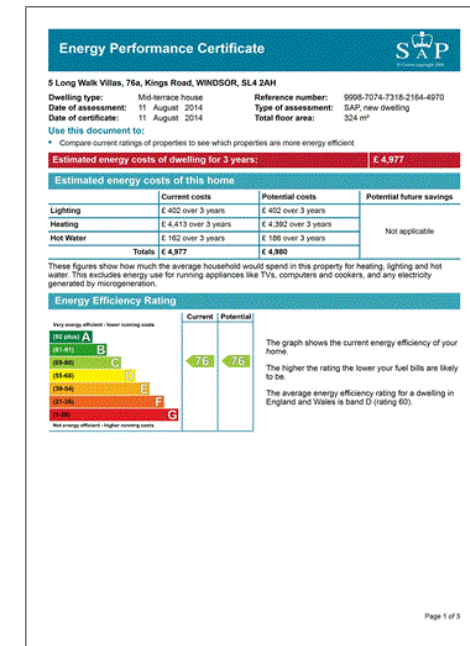 Energy Performance Certificate
SAP
© Crown copyright 2009
5 Long Walk Villas, 76a, Kings Road, WINDSOR, SL4 2AH
Dwelling type: Mid-terrace house Reference number: 9998-7074-7318-2164-4970
Date of assessment: 11 August 2014 Type of assessment: SAP, new dwelling
Date of certificate: 11 August 2014 Total floor area: 324 m²
Use this document to:
• Compare current ratings of properties to see which properties are more energy efficient
Estimated energy costs of dwelling for 3 years: £ 4,977
Estimated energy costs of this home
Current costs Potential costs Potential future savings
Lighting £ 402 over 3 years £ 402 over 3 years
Heating £ 4,413 over 3 years £ 4,392 over 3 years
Not applicable
Hot Water £ 162 over 3 years £ 186 over 3 years
Totals £ 4,977 £ 4,980
These figures show how much the average household would spend in this property for heating, lighting and hot
water. This excludes energy use for running appliances like TVs, computers and cookers, and any electricity
generated by microgeneration.
Energy Efficiency Rating
Current Potential
Very energy efficient - lower running costs
(92 plus) A
(81-91) B
(69-80) C 76 76
(55-68) D
(39-54) E
(21-38) F
(1-20) G
Not energy efficient - higher running costs
The graph shows the current energy efficiency of your
home.
The higher the rating the lower your fuel bills are likely
to be.
The average energy efficiency rating for a dwelling in
England and Wales is band D (rating 60).
Page 1 of 3